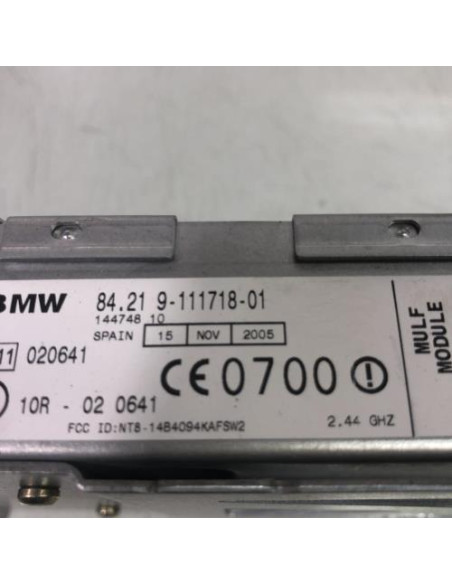 BMW 84.21 9-111718-01
144748 10
SPAIN 15 NOV 2005
11 020641
CE0700
10R - 02 0641
FCC ID:NT8-14B4094KAFSW2 2.44 GHZ
MULF
MODULE